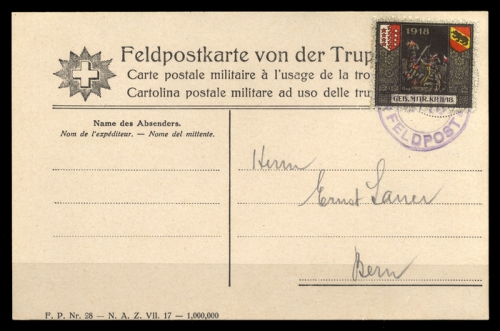 Feldpostkarte von der Trup
Carte postale militaire à l'usage de la tro
Cartolina postale militare ad uso delle tru
1918
FELDPOST
Name des Absenders.
Nom de l'expéditeur. — Nome del mittente.
Herrn
Ernst
Bern
F. P. Nr. 28 — N. A. Z. VII. 17 — 1,000,000